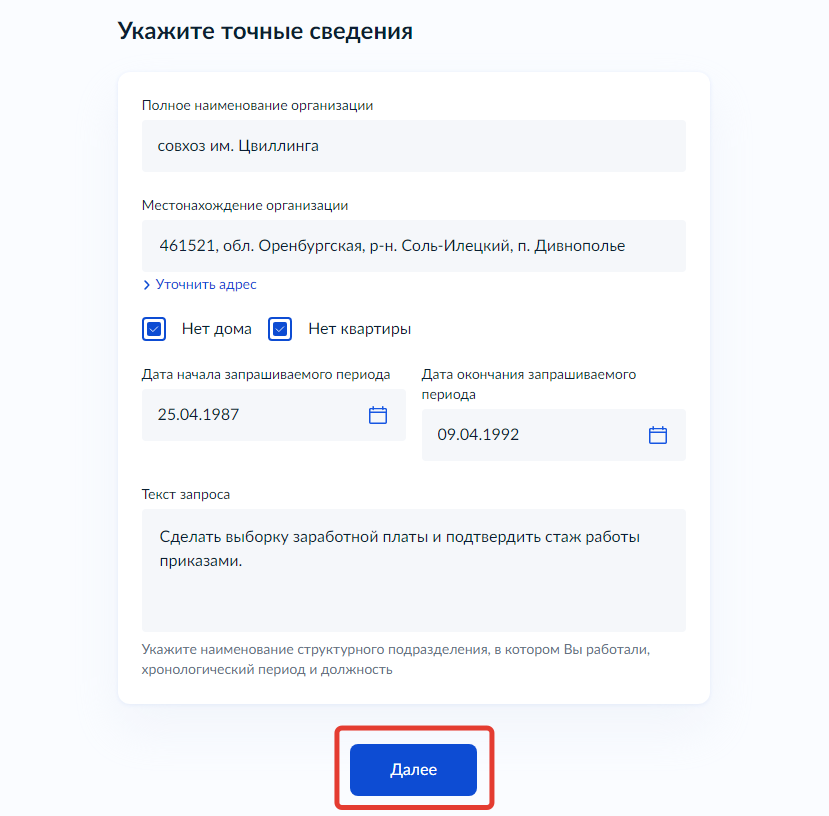 Укажите точные сведения
Полное наименование организации
совхоз им. Цвиллинга
Местонахождение организации
461521, обл. Оренбургская, р-н. Соль-Илецкий, п. Дивнополье
Уточнить адрес
Нет дома Нет квартиры
Дата начала запрашиваемого периода
25.04.1987
Дата окончания запрашиваемого
периода
09.04.1992
Текст запроса
Сделать выборку заработной платы и подтвердить стаж работы
приказами.
Укажите наименование структурного подразделения, в котором Вы работали,
хронологический период и должность
Далее